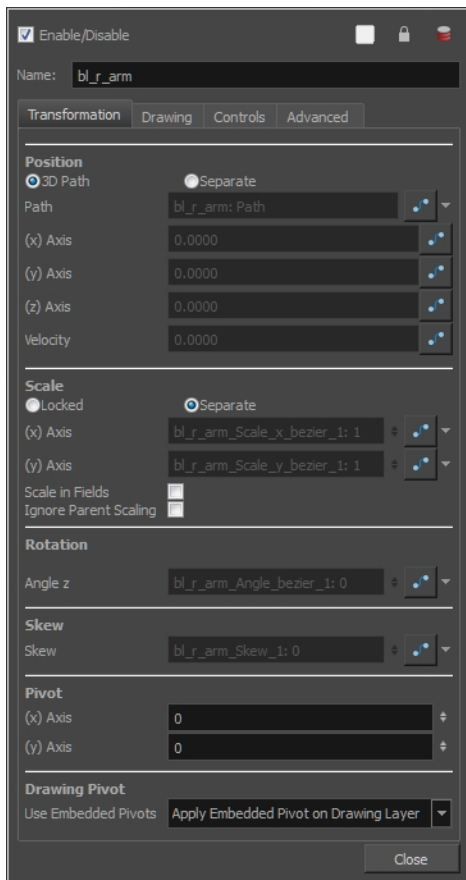 Enable/Disable
Name: bl_r_arm
Transformation Drawing Controls Advanced
Position
3D Path Separate
Path bl_r_arm: Path
(x) Axis 0.0000
(y) Axis 0.0000
(z) Axis 0.0000
Velocity 0.0000
Scale
Locked Separate
(x) Axis bl_r_arm_Scale_x_bezier_1: 1
(y) Axis bl_r_arm_Scale_y_bezier_1: 1
Scale in Fields
Ignore Parent Scaling
Rotation
Angle z bl_r_arm_Angle_bezier_1: 0
Skew
Skew bl_r_arm_Skew_1: 0
Pivot
(x) Axis 0
(y) Axis 0
Drawing Pivot
Use Embedded Pivots Apply Embedded Pivot on Drawing Layer
Close